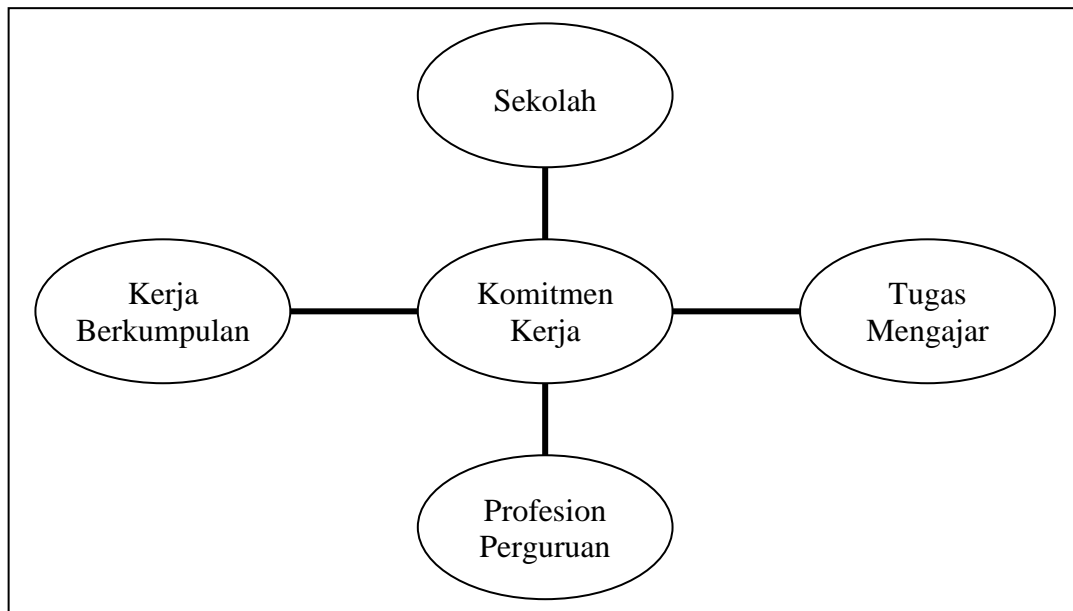 Sekolah
Kerja
Berkumpulan
Komitmen
Kerja
Tugas
Mengajar
Profesion
Perguruan